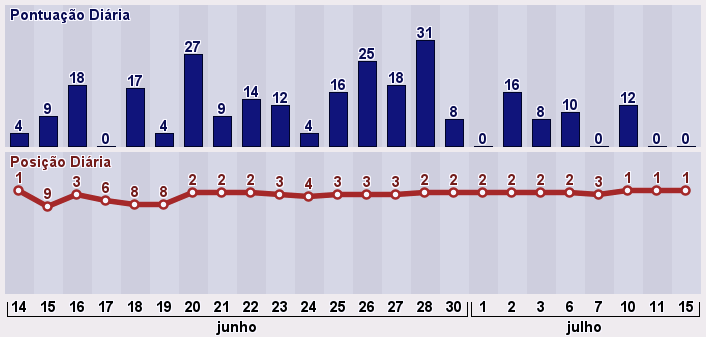 Pontuação Diária
4 9 18 0 17 4 27 9 14 12 4 16 25 18 31 8 0 16 8 10 0 12 0 0
Posição Diária
1 9 3 6 8 8 2 2 2 3 4 3 3 3 2 2 2 2 2 2 3 1 1 1
14 15 16 17 18 19 20 21 22 23 24 25 26 27 28 30 1 2 3 6 7 10 11 15
junho julho